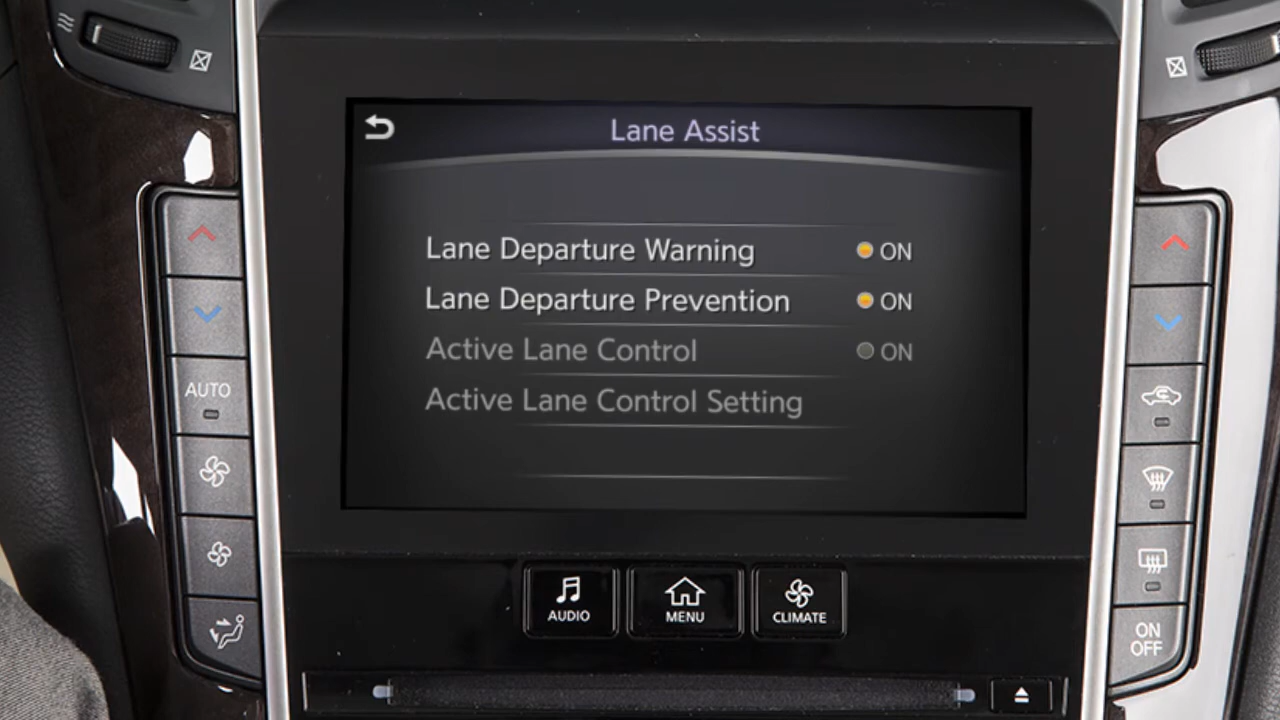 Lane Assist
Lane Departure Warning ON
Lane Departure Prevention ON
Active Lane Control ON
Active Lane Control Setting
AUTO
AUDIO
MENU
CLIMATE
ON
OFF